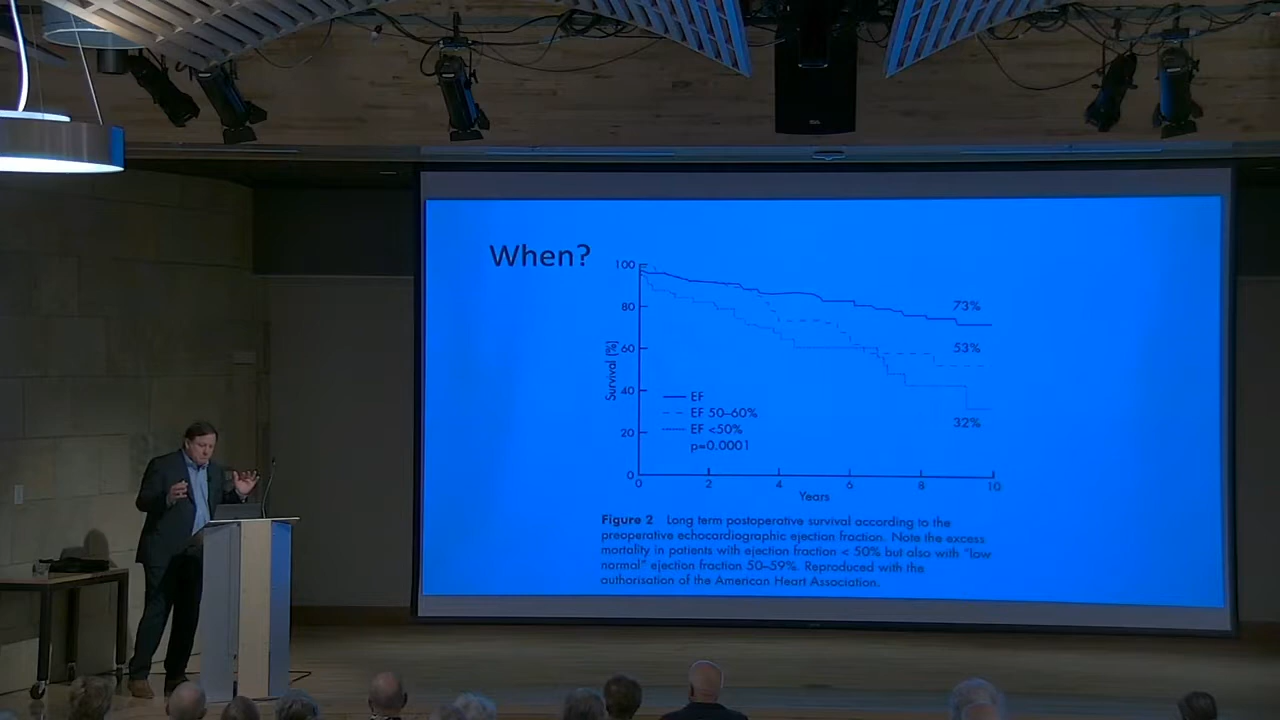 When?
100
80
60
40
20
0
Survival (%)
73%
53%
32%
EF
EF 50–60%
EF <50%
p=0.0001
0 2 4 6 8 10
Years
Figure 2 Long term postoperative survival according to the
preoperative echocardiographic ejection fraction. Note the excess
mortality in patients with ejection fraction < 50% but also with "low
normal" ejection fraction 50–59%. Reproduced with the
authorisation of the American Heart Association.